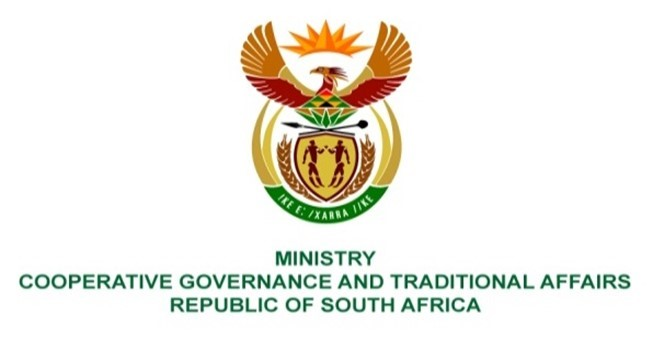 !KE E: /XARRA //KE
MINISTRY
COOPERATIVE GOVERNANCE AND TRADITIONAL AFFAIRS
REPUBLIC OF SOUTH AFRICA